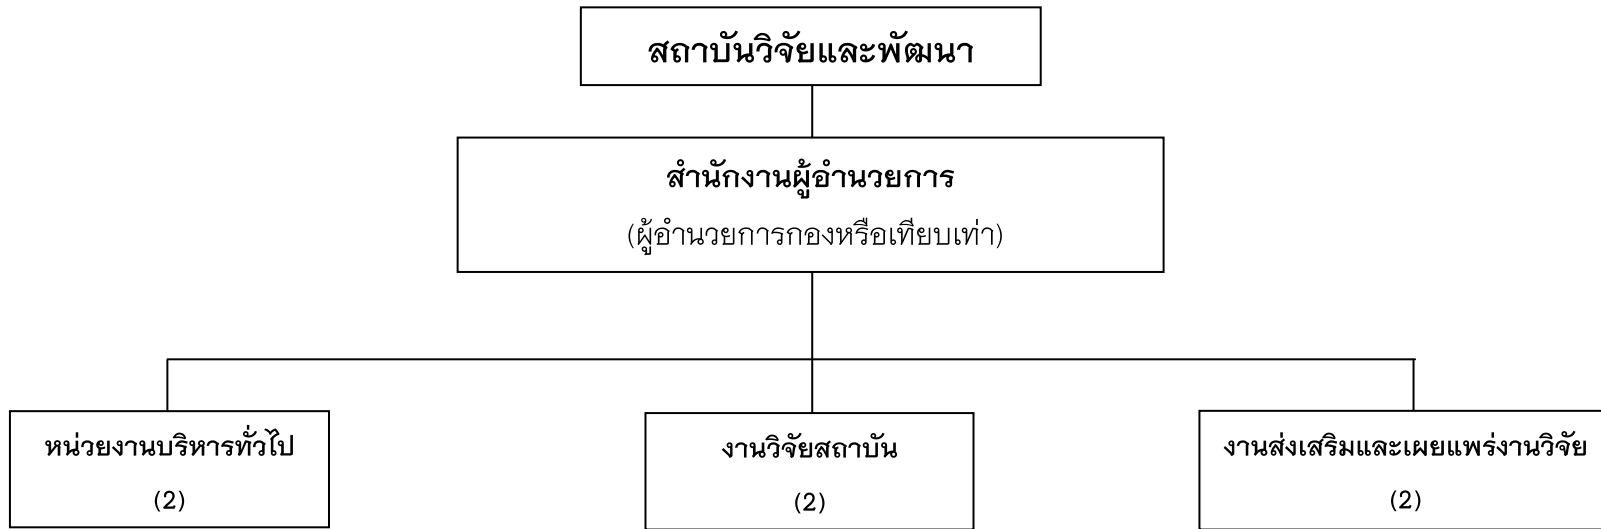 สถาบันวิจัยและพัฒนา
สำนักงานผู้อำนวยการ
(ผู้อำนวยการกองหรือเทียบเท่า)
หน่วยงานบริหารทั่วไป
(2)
งานวิจัยสถาบัน
(2)
งานส่งเสริมและเผยแพร่งานวิจัย
(2)